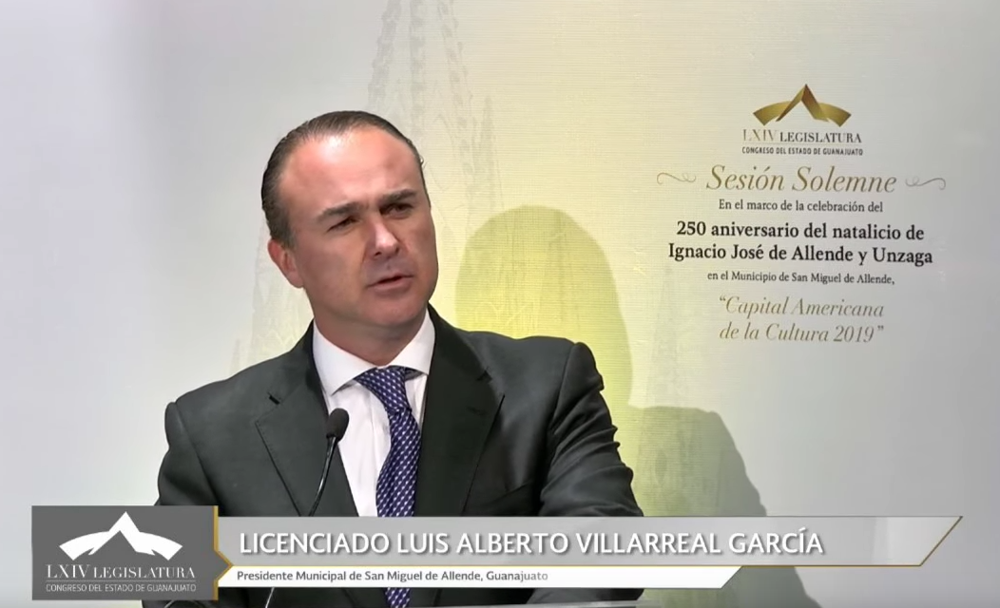 LXIV LEGISLATURA
CONGRESO DEL ESTADO DE GUANAJUATO
Sesión Solemne
En el marco de la celebración del
250 aniversario del natalicio de
Ignacio José de Allende y Unzaga
en el Municipio de San Miguel de Allende,
“Capital Americana
de la Cultura 2019”
LXIV LEGISLATURA
CONGRESO DEL ESTADO DE GUANAJUATO
LICENCIADO LUIS ALBERTO VILLARREAL GARCÍA
Presidente Municipal de San Miguel de Allende, Guanajuato